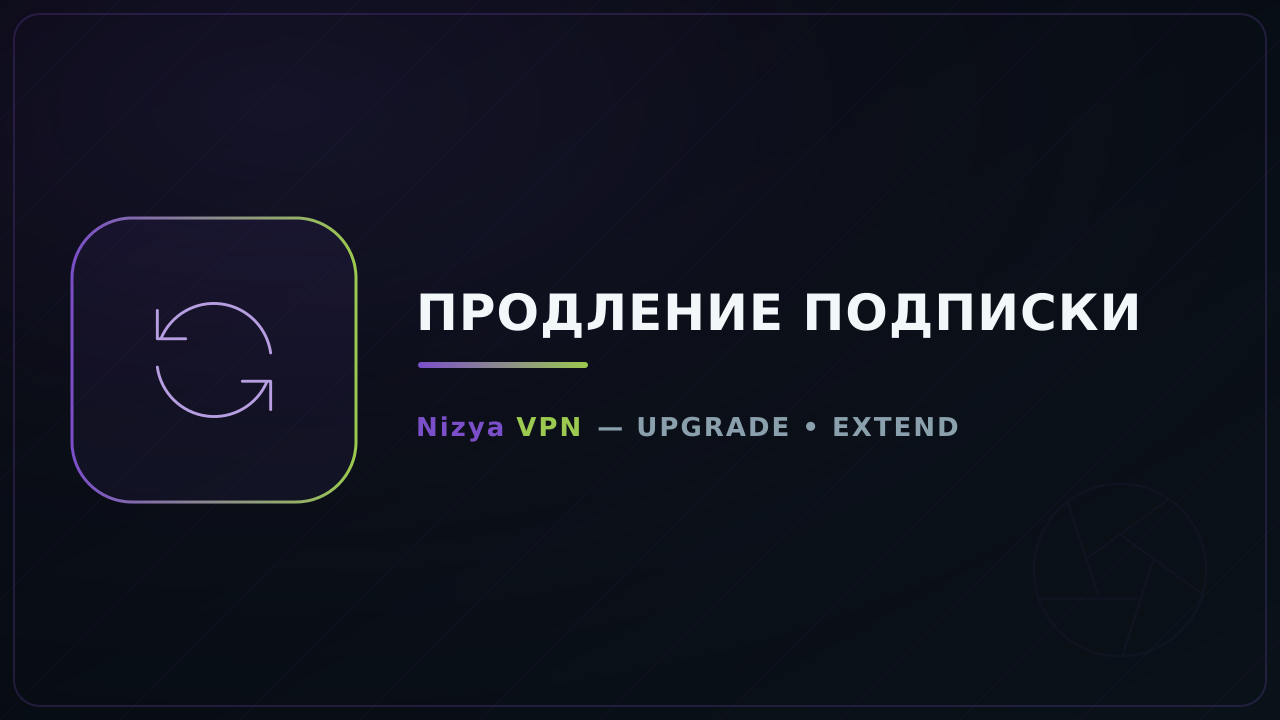 ПРОДЛЕНИЕ ПОДПИСКИ
Nizya VPN — UPGRADE • EXTEND